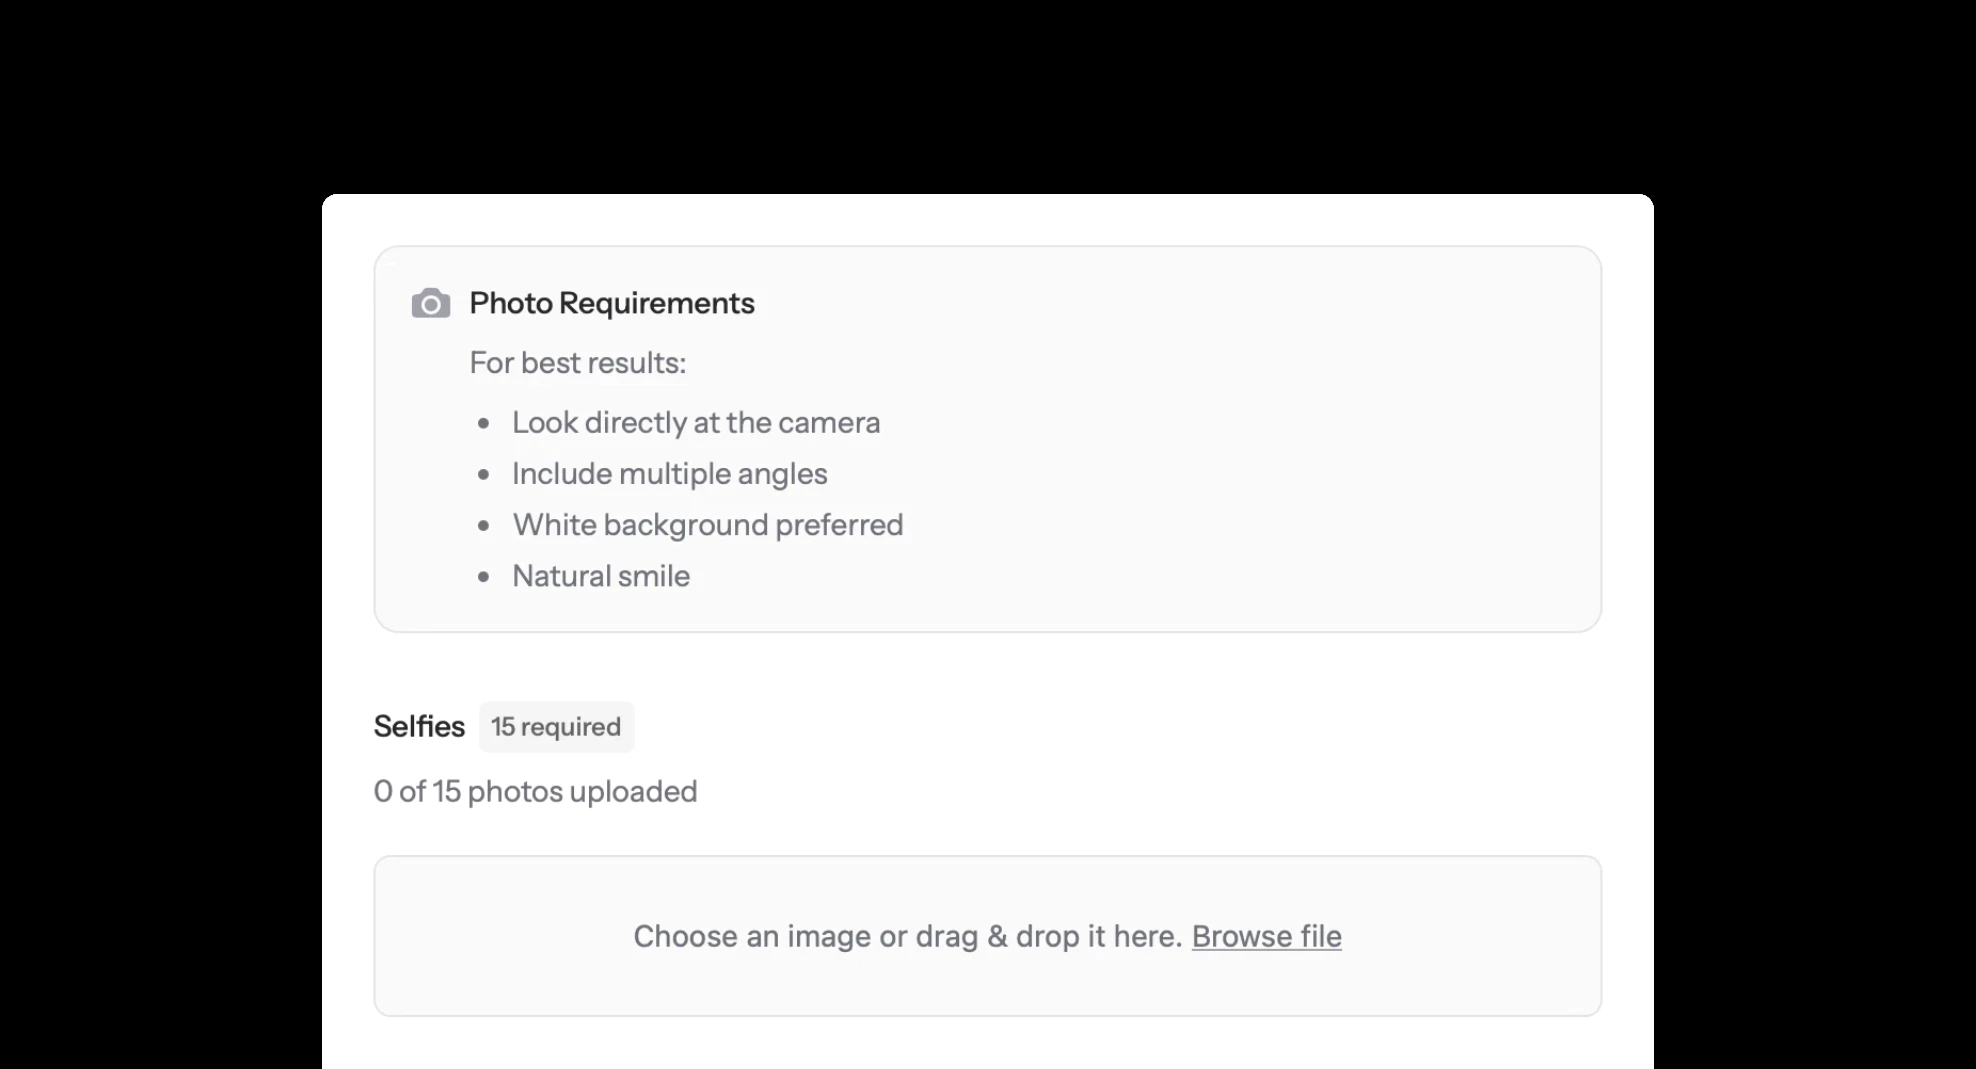 Photo Requirements
For best results:
Look directly at the camera
Include multiple angles
White background preferred
Natural smile
Selfies 15 required
0 of 15 photos uploaded
Choose an image or drag & drop it here. Browse file